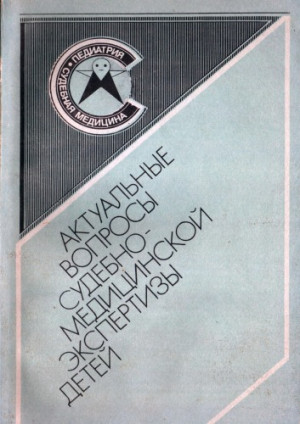 ПЕДИАТРИЯ •
СУДЕБНАЯ МЕДИЦИНА •
АКТУАЛЬНЫЕ
ВОПРОСЫ
СУДЕБНО-
МЕДИЦИНСКОЙ
ЭКСПЕРТИЗЫ
ДЕТЕЙ